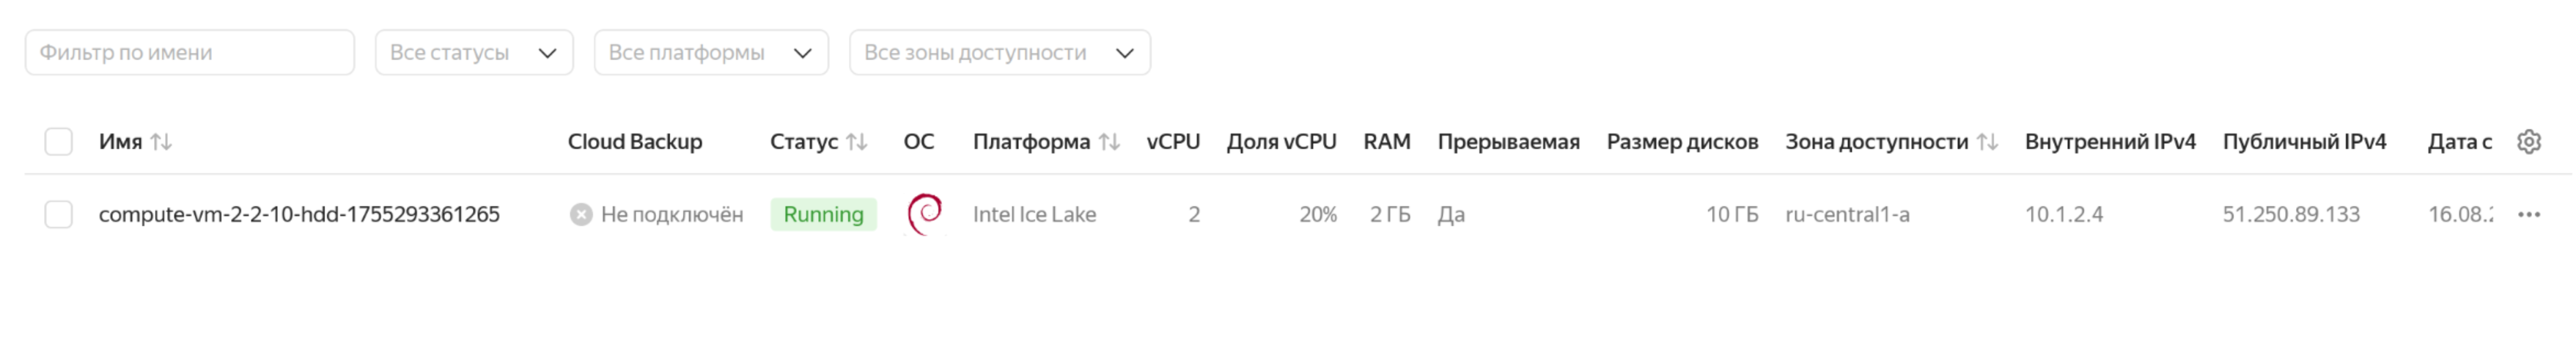 Фильтр по имени Все статусы Все платформы Все зоны доступности
Имя Cloud Backup Статус ОС Платформа vCPU Доля vCPU RAM Прерываемая Размер дисков Зона доступности Внутренний IPv4 Публичный IPv4 Дата с
compute-vm-2-2-10-hdd-1755293361265 Не подключён Running Intel Ice Lake 2 20% 2 ГБ Да 10 ГБ ru-central1-a 10.1.2.4 51.250.89.133 16.08.